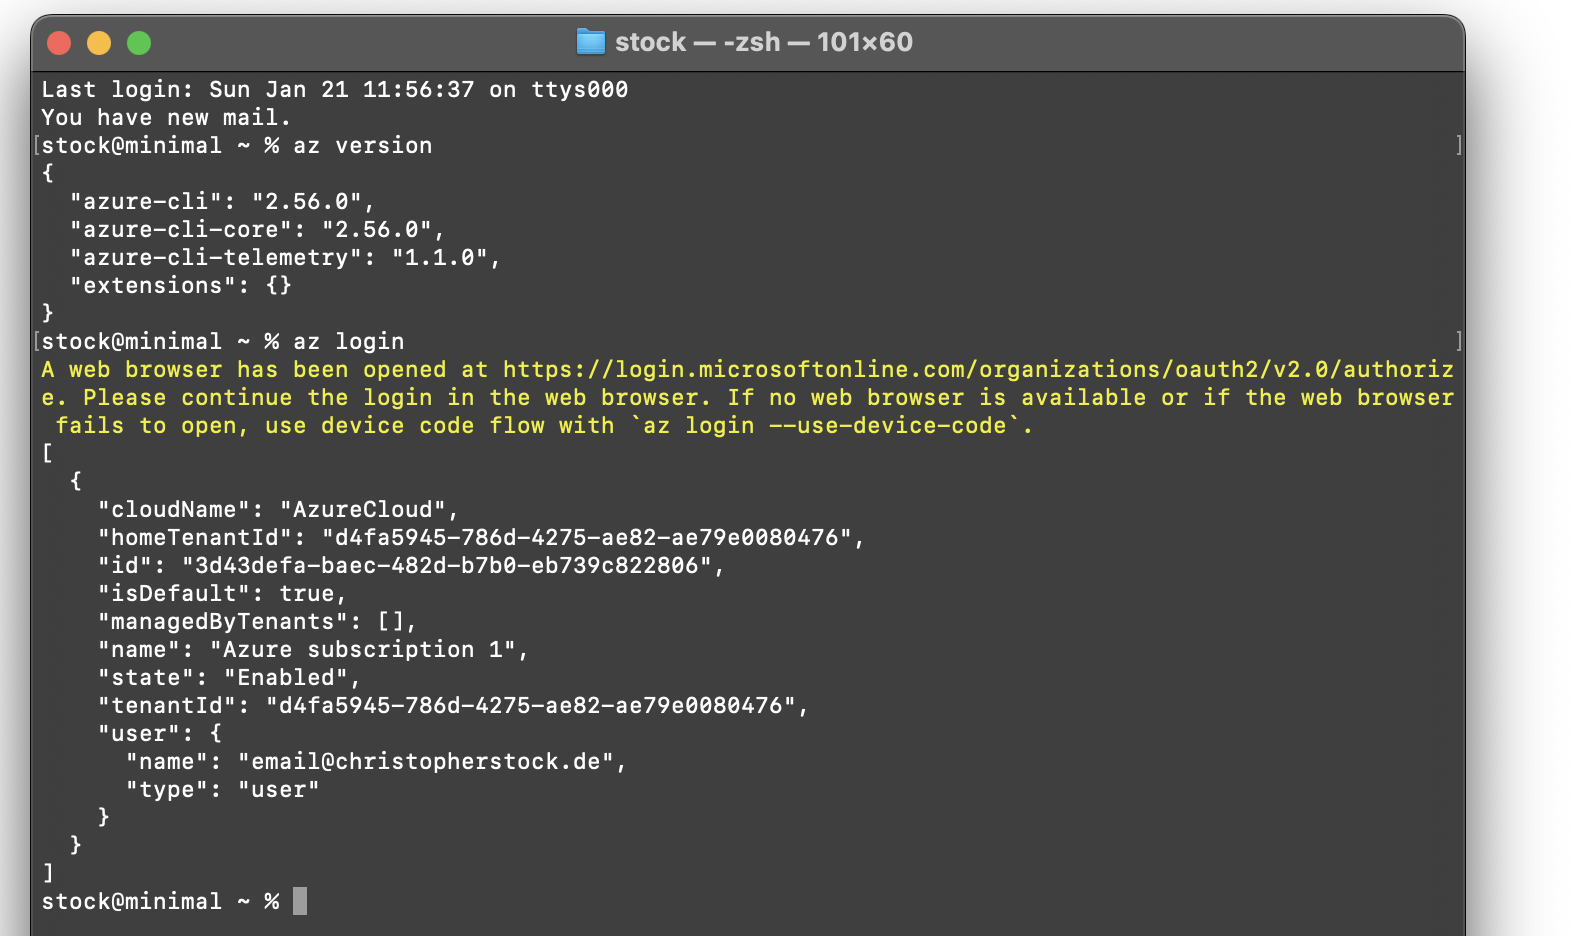 stock — -zsh — 101×60
Last login: Sun Jan 21 11:56:37 on ttys000
You have new mail.
[stock@minimal ~ % az version ]
{
  "azure-cli": "2.56.0",
  "azure-cli-core": "2.56.0",
  "azure-cli-telemetry": "1.1.0",
  "extensions": {}
}
[stock@minimal ~ % az login ]
A web browser has been opened at https://login.microsoftonline.com/organizations/oauth2/v2.0/authoriz
e. Please continue the login in the web browser. If no web browser is available or if the web browser
 fails to open, use device code flow with `az login --use-device-code`.
[
  {
    "cloudName": "AzureCloud",
    "homeTenantId": "d4fa5945-786d-4275-ae82-ae79e0080476",
    "id": "3d43defa-baec-482d-b7b0-eb739c822806",
    "isDefault": true,
    "managedByTenants": [],
    "name": "Azure subscription 1",
    "state": "Enabled",
    "tenantId": "d4fa5945-786d-4275-ae82-ae79e0080476",
    "user": {
      "name": "email@christopherstock.de",
      "type": "user"
    }
  }
]
stock@minimal ~ %